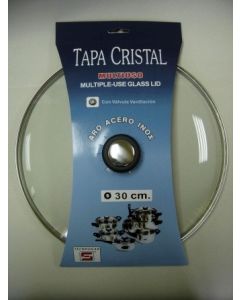 TAPA CRISTAL
MULTIUSO
MULTIPLE-USE GLASS LID
Con Válvula Ventilación
ARO ACERO INOX
30 cm.